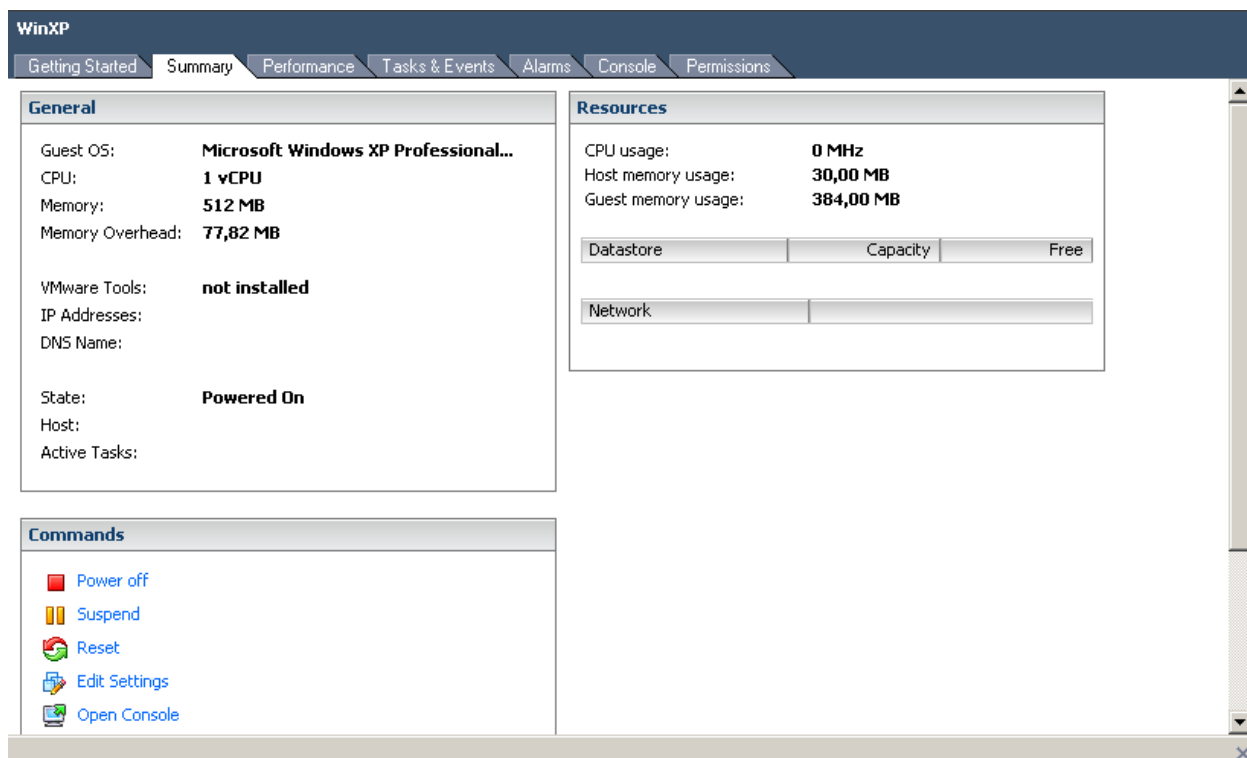 WinXP
Getting Started Summary Performance Tasks & Events Alarms Console Permissions
General
Guest OS: Microsoft Windows XP Professional...
CPU: 1 vCPU
Memory: 512 MB
Memory Overhead: 77,82 MB
VMware Tools: not installed
IP Addresses:
DNS Name:
State: Powered On
Host:
Active Tasks:
Commands
Power off
Suspend
Reset
Edit Settings
Open Console
Resources
CPU usage: 0 MHz
Host memory usage: 30,00 MB
Guest memory usage: 384,00 MB
Datastore Capacity Free
Network